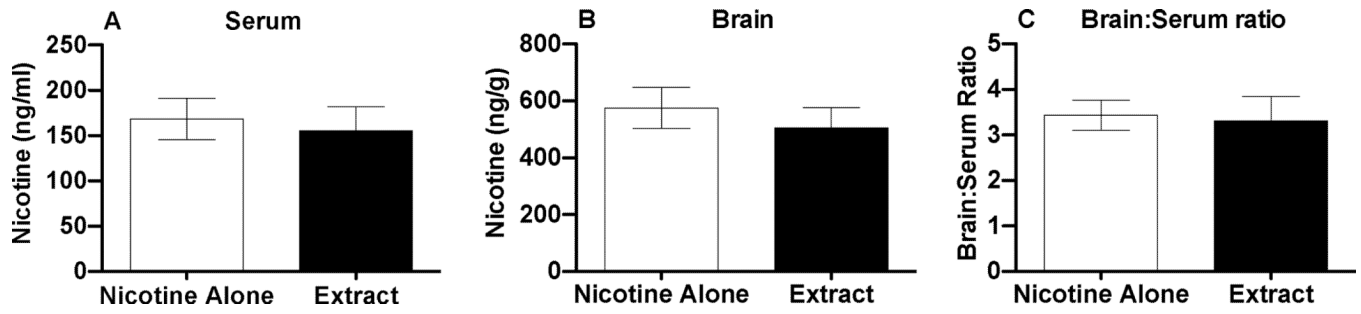 A Serum
Nicotine (ng/ml)
250
200
150
100
50
0
Nicotine Alone Extract
B Brain
Nicotine (ng/g)
800
600
400
200
0
Nicotine Alone Extract
C Brain:Serum ratio
Brain:Serum Ratio
5
4
3
2
1
0
Nicotine Alone Extract